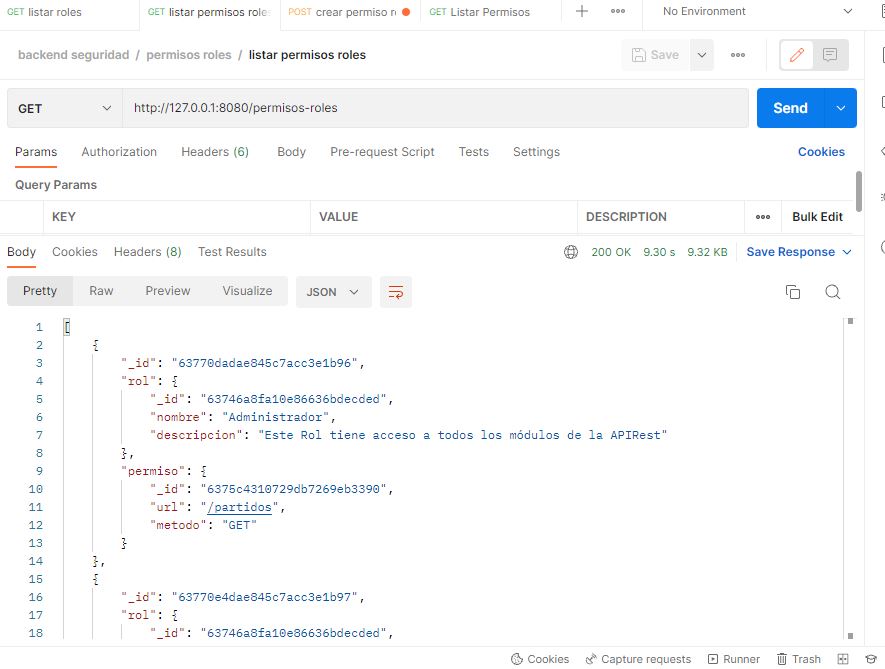 GET listar roles
GET listar permisos roles
POST crear permiso r
GET Listar Permisos
No Environment
backend seguridad / permisos roles / listar permisos roles
Save
GET
http://127.0.0.1:8080/permisos-roles
Send
Params
Authorization
Headers (6)
Body
Pre-request Script
Tests
Settings
Cookies
Query Params
KEY
VALUE
DESCRIPTION
Bulk Edit
Body
Cookies
Headers (8)
Test Results
200 OK
9.30 s
9.32 KB
Save Response
Pretty
Raw
Preview
Visualize
JSON
1 [
2 {
3 "_id": "63770dadae845c7acc3e1b96",
4 "rol": {
5 "_id": "63746a8fa10e86636bdecded",
6 "nombre": "Administrador",
7 "descripcion": "Este Rol tiene acceso a todos los módulos de la APIRest"
8 },
9 "permiso": {
10 "_id": "6375c4310729db7269eb3390",
11 "url": "/partidos",
12 "metodo": "GET"
13 }
14 },
15 {
16 "_id": "63770e4dae845c7acc3e1b97",
17 "rol": {
18 "_id": "63746a8fa10e86636bdecded",
Cookies
Capture requests
Runner
Trash